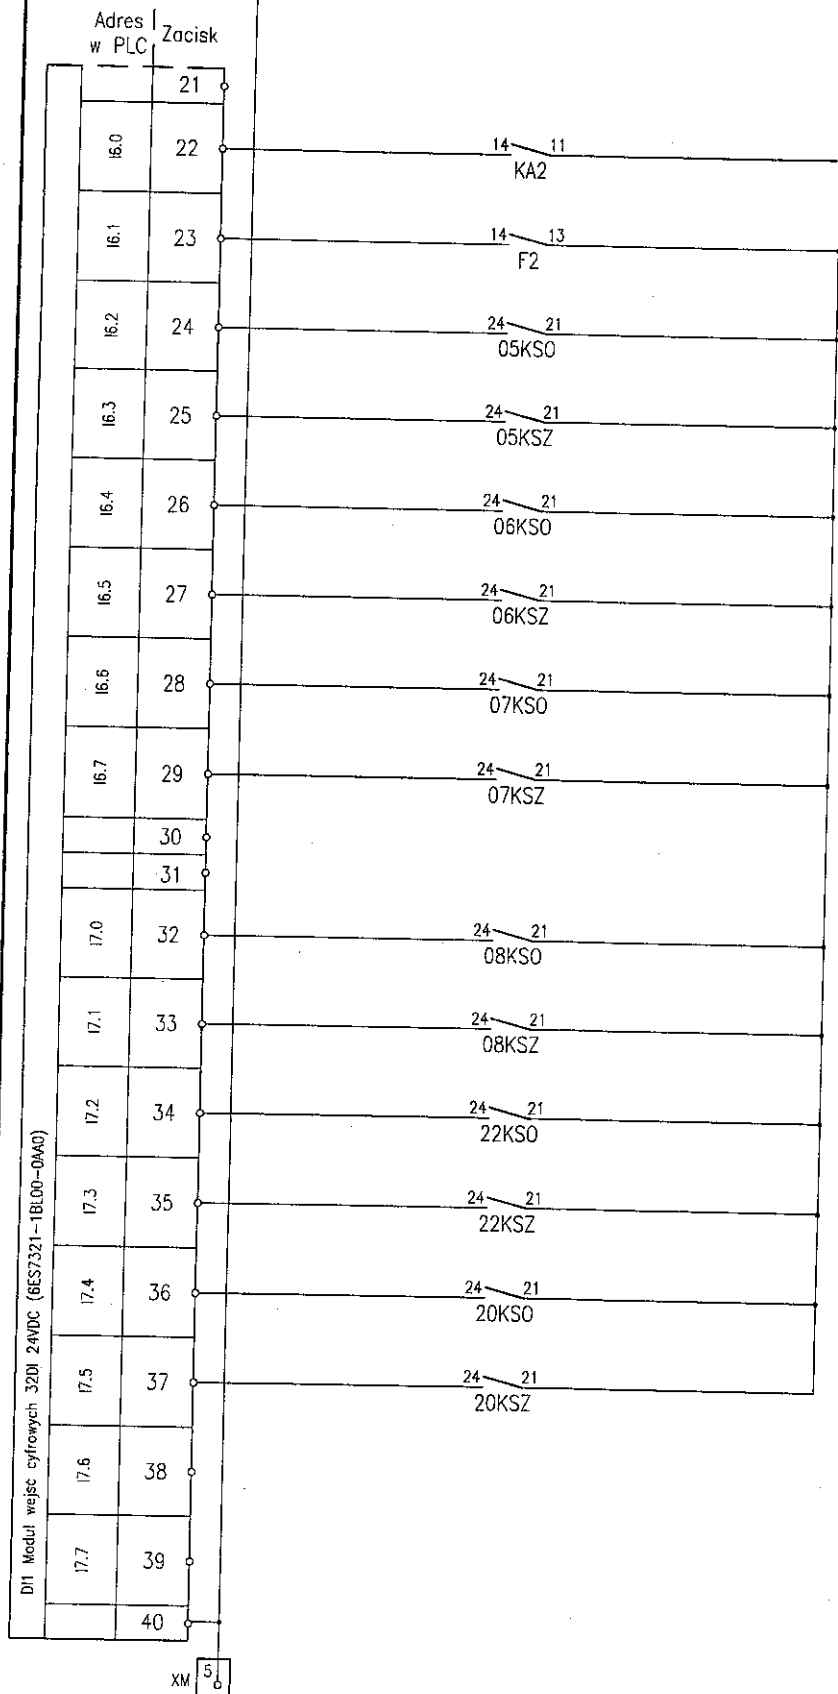 Adres
w PLC
Zacisk
21
I6.0 22 14 11
KA2
I6.1 23 14 13
F2
I6.2 24 24 21
05KSO
I6.3 25 24 21
05KSZ
I6.4 26 24 21
06KSO
I6.5 27 24 21
06KSZ
I6.6 28 24 21
07KSO
I6.7 29 24 21
07KSZ
30
31
I7.0 32 24 21
08KSO
I7.1 33 24 21
08KSZ
I7.2 34 24 21
22KSO
I7.3 35 24 21
22KSZ
I7.4 36 24 21
20KSO
I7.5 37 24 21
20KSZ
I7.6 38
I7.7 39
40
DI1 Moduł wejść cyfrowych 32DI 24VDC (6ES7321-1BL00-0AA0)
XM 5